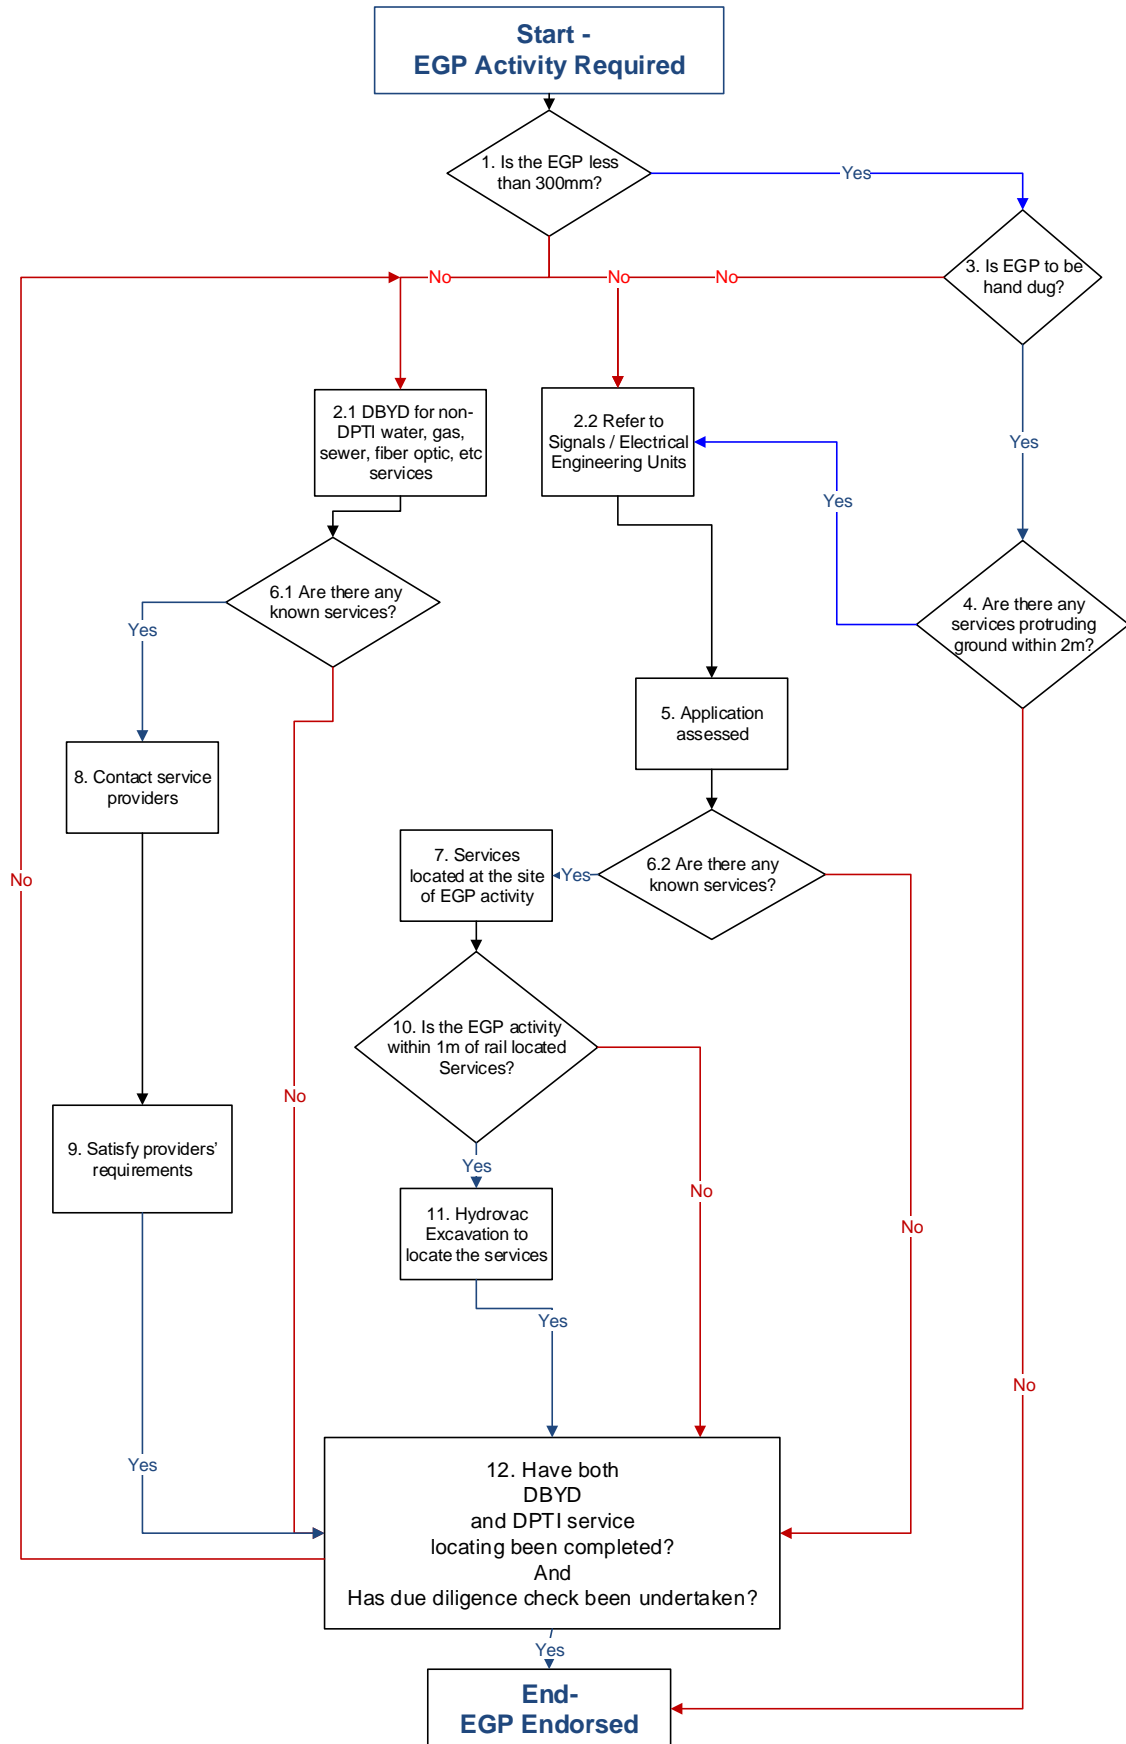 Start -
EGP Activity Required
1. Is the EGP less
than 300mm?
Yes
No
No
No
3. Is EGP to be
hand dug?
2.1 DBYD for non-
DPTI water, gas,
sewer, fiber optic, etc
services
2.2 Refer to
Signals / Electrical
Engineering Units
Yes
Yes
6.1 Are there any
known services?
4. Are there any
services protruding
ground within 2m?
Yes
5. Application
assessed
8. Contact service
providers
7. Services
located at the site
of EGP activity
Yes
6.2 Are there any
known services?
No
10. Is the EGP activity
within 1m of rail located
Services?
No
9. Satisfy providers'
requirements
Yes
No
11. Hydrovac
Excavation to
locate the services
No
Yes
No
Yes
12. Have both
DBYD
and DPTI service
locating been completed?
And
Has due diligence check been undertaken?
Yes
End-
EGP Endorsed